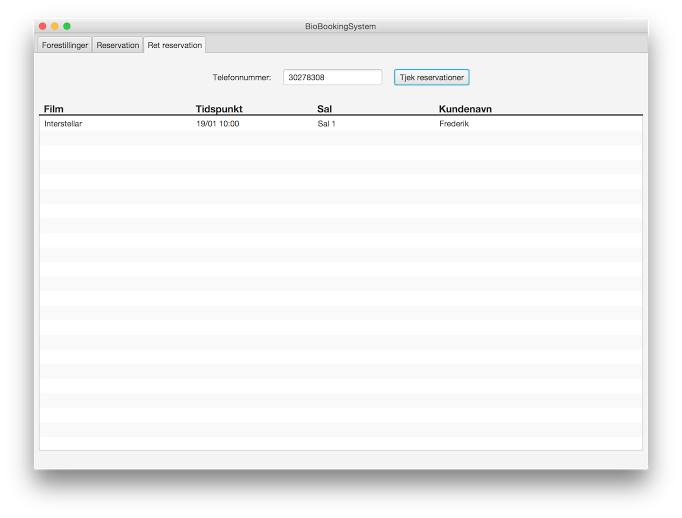 BioBookingSystem
Forestillinger Reservation Ret reservation
Telefonnummer: 30278308 Tjek reservationer
Film Tidspunkt Sal Kundenavn
Interstellar 19/01 10:00 Sal 1 Frederik